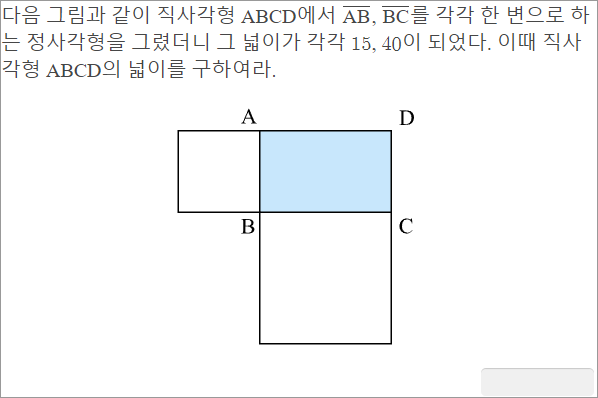 다음 그림과 같이 직사각형 ABCD에서 AB, BC를 각각 한 변으로 하
는 정사각형을 그렸더니 그 넓이가 각각 15, 40이 되었다. 이때 직사
각형 ABCD의 넓이를 구하여라.
A
D
B
C